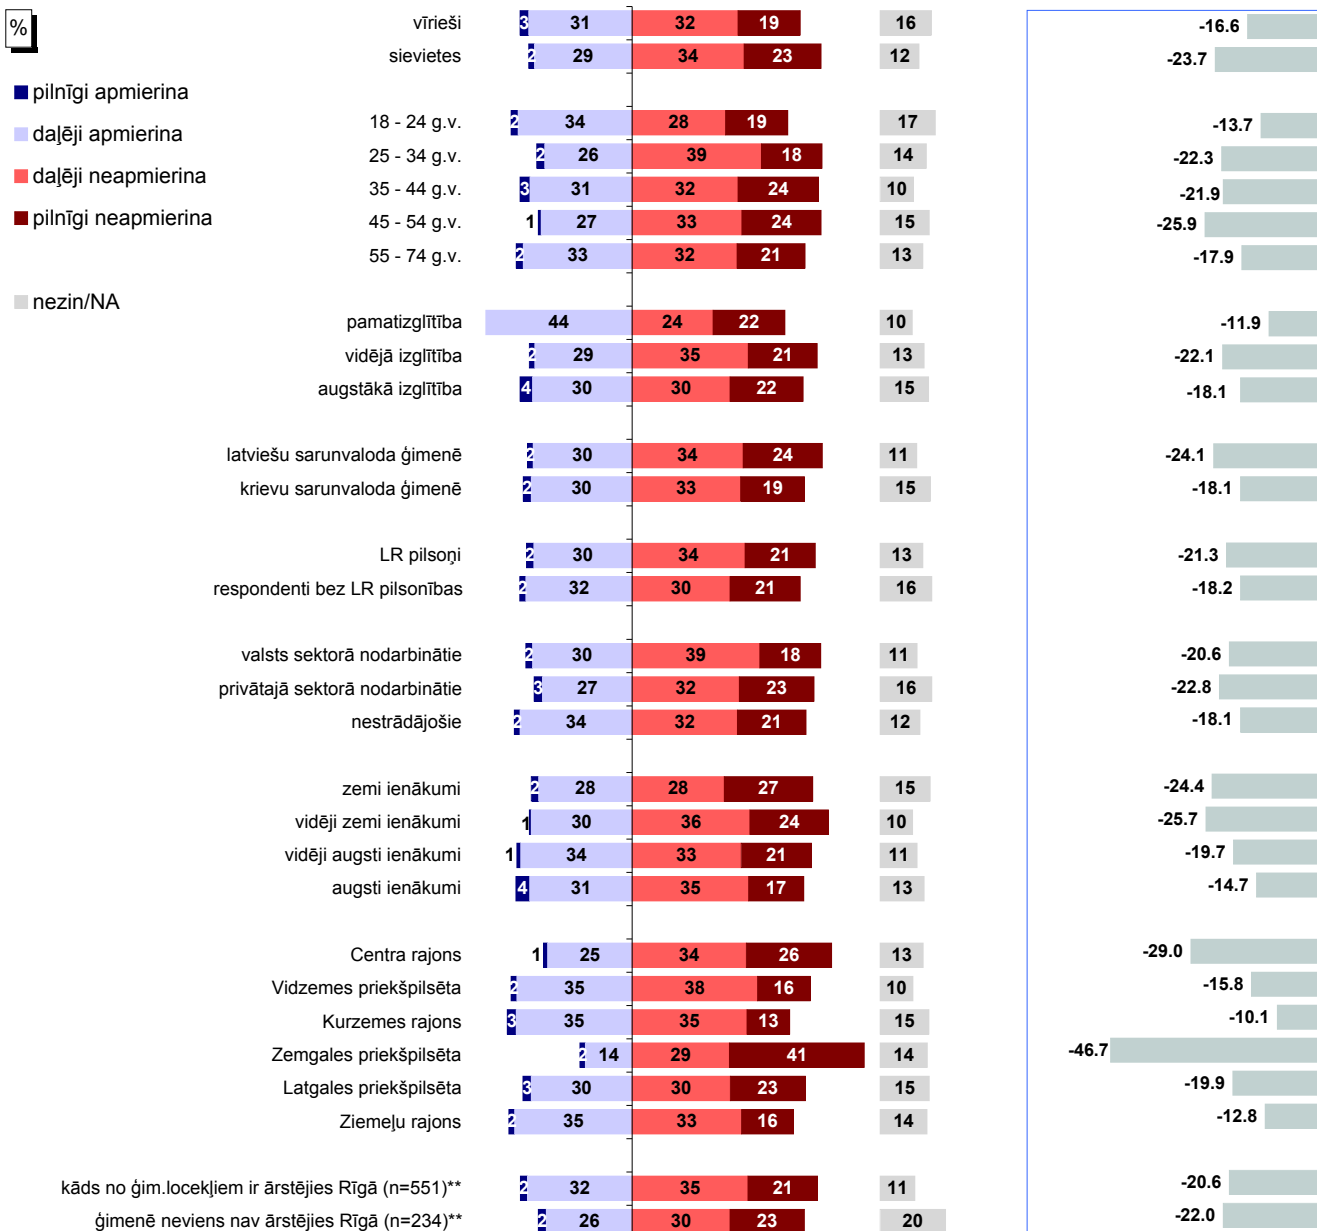 %
pilnīgi apmierina
daļēji apmierina
daļēji neapmierina
pilnīgi neapmierina
nezin/NA
vīrieši 3 31 32 19 16 -16.6
sievietes 2 29 34 23 12 -23.7
18 - 24 g.v. 2 34 28 19 17 -13.7
25 - 34 g.v. 2 26 39 18 14 -22.3
35 - 44 g.v. 3 31 32 24 10 -21.9
45 - 54 g.v. 1 27 33 24 15 -25.9
55 - 74 g.v. 2 33 32 21 13 -17.9
pamatizglītība 44 24 22 10 -11.9
vidējā izglītība 2 29 35 21 13 -22.1
augstākā izglītība 4 30 30 22 15 -18.1
latviešu sarunvaloda ģimenē 2 30 34 24 11 -24.1
krievu sarunvaloda ģimenē 2 30 33 19 15 -18.1
LR pilsoņi 2 30 34 21 13 -21.3
respondenti bez LR pilsonības 2 32 30 21 16 -18.2
valsts sektorā nodarbinātie 2 30 39 18 11 -20.6
privātajā sektorā nodarbinātie 3 27 32 23 16 -22.8
nestrādājošie 2 34 32 21 12 -18.1
zemi ienākumi 2 28 28 27 15 -24.4
vidēji zemi ienākumi 1 30 36 24 10 -25.7
vidēji augsti ienākumi 1 34 33 21 11 -19.7
augsti ienākumi 4 31 35 17 13 -14.7
Centra rajons 1 25 34 26 13 -29.0
Vidzemes priekšpilsēta 2 35 38 16 10 -15.8
Kurzemes rajons 3 35 35 13 15 -10.1
Zemgales priekšpilsēta 2 14 29 41 14 -46.7
Latgales priekšpilsēta 3 30 30 23 15 -19.9
Ziemeļu rajons 2 35 33 16 14 -12.8
kāds no ģim.locekļiem ir ārstējies Rīgā (n=551)** 2 32 35 21 11 -20.6
ģimenē neviens nav ārstējies Rīgā (n=234)** 2 26 30 23 20 -22.0